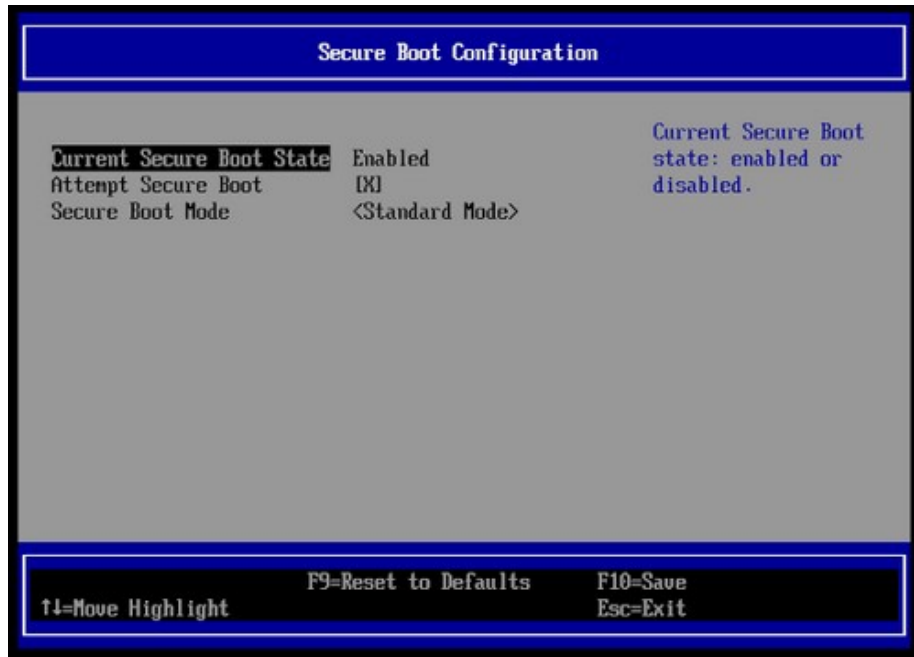 Secure Boot Configuration
Current Secure Boot State Enabled
Attempt Secure Boot [X]
Secure Boot Mode <Standard Mode>
Current Secure Boot
state: enabled or
disabled.
F9=Reset to Defaults F10=Save
↑↓=Move Highlight Esc=Exit